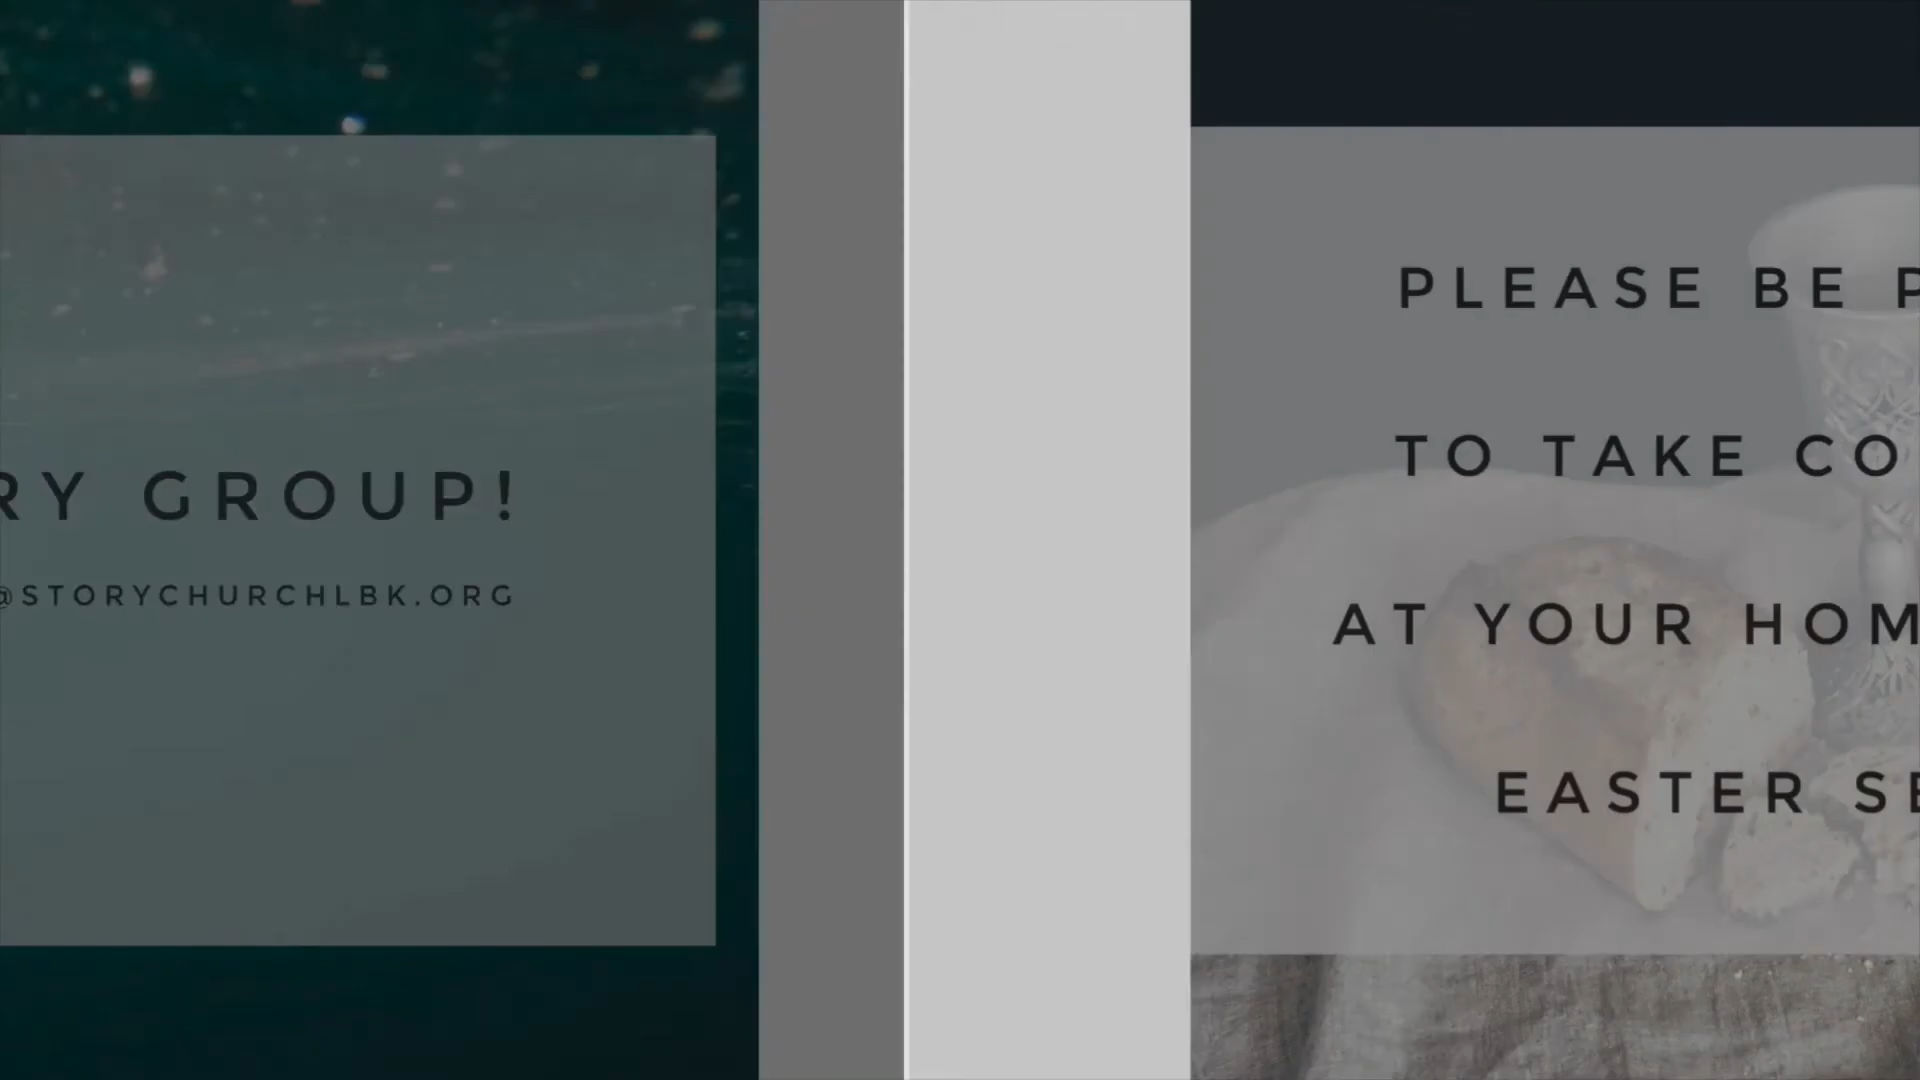 RY GROUP!
@STORYCHURCHLBK.ORG
PLEASE BE P
TO TAKE CO
AT YOUR HOM
EASTER SE